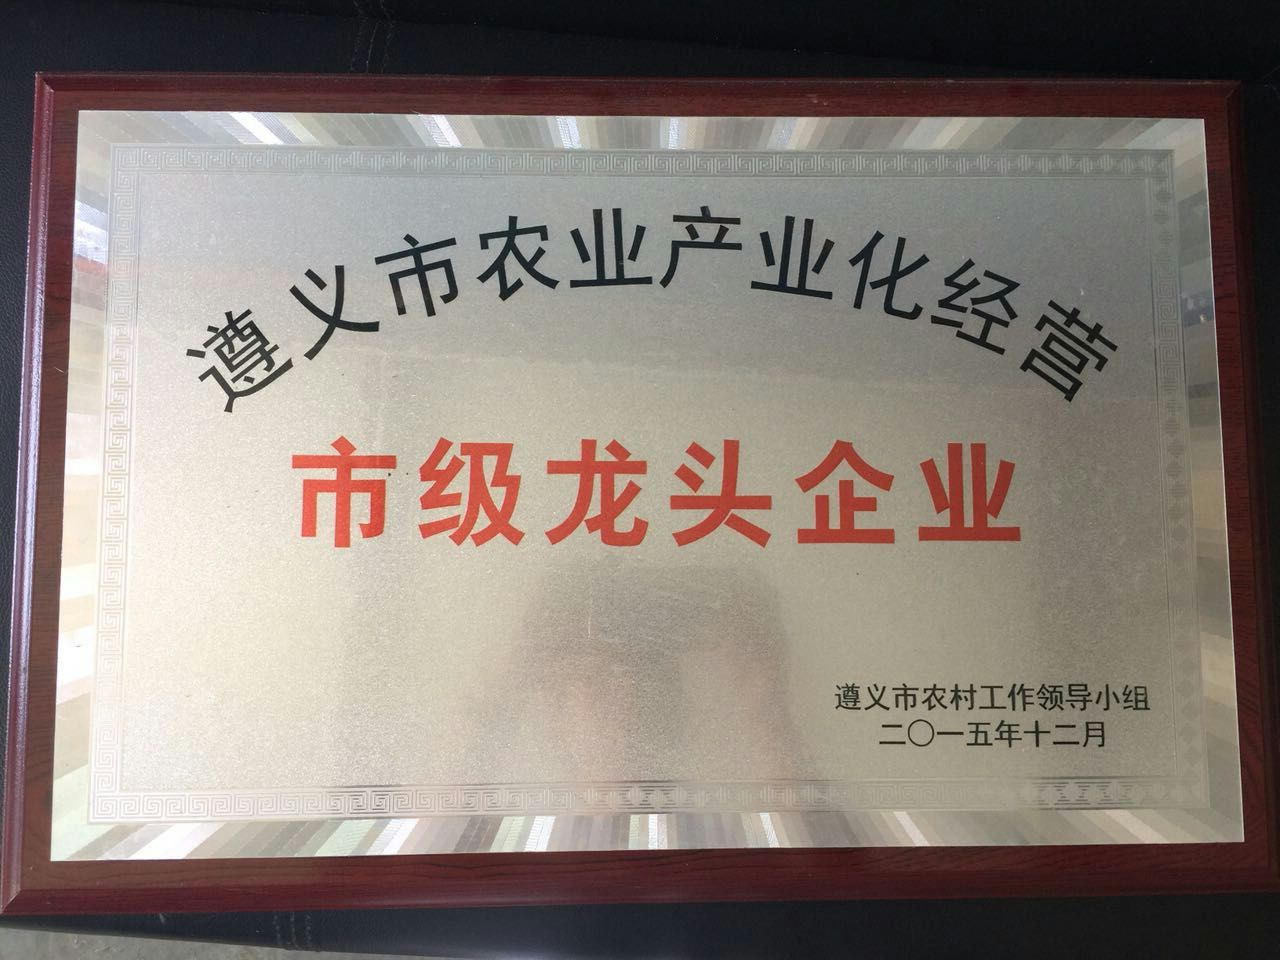 遵义市农业产业化经营
市级龙头企业
遵义市农村工作领导小组
二〇一五年十二月